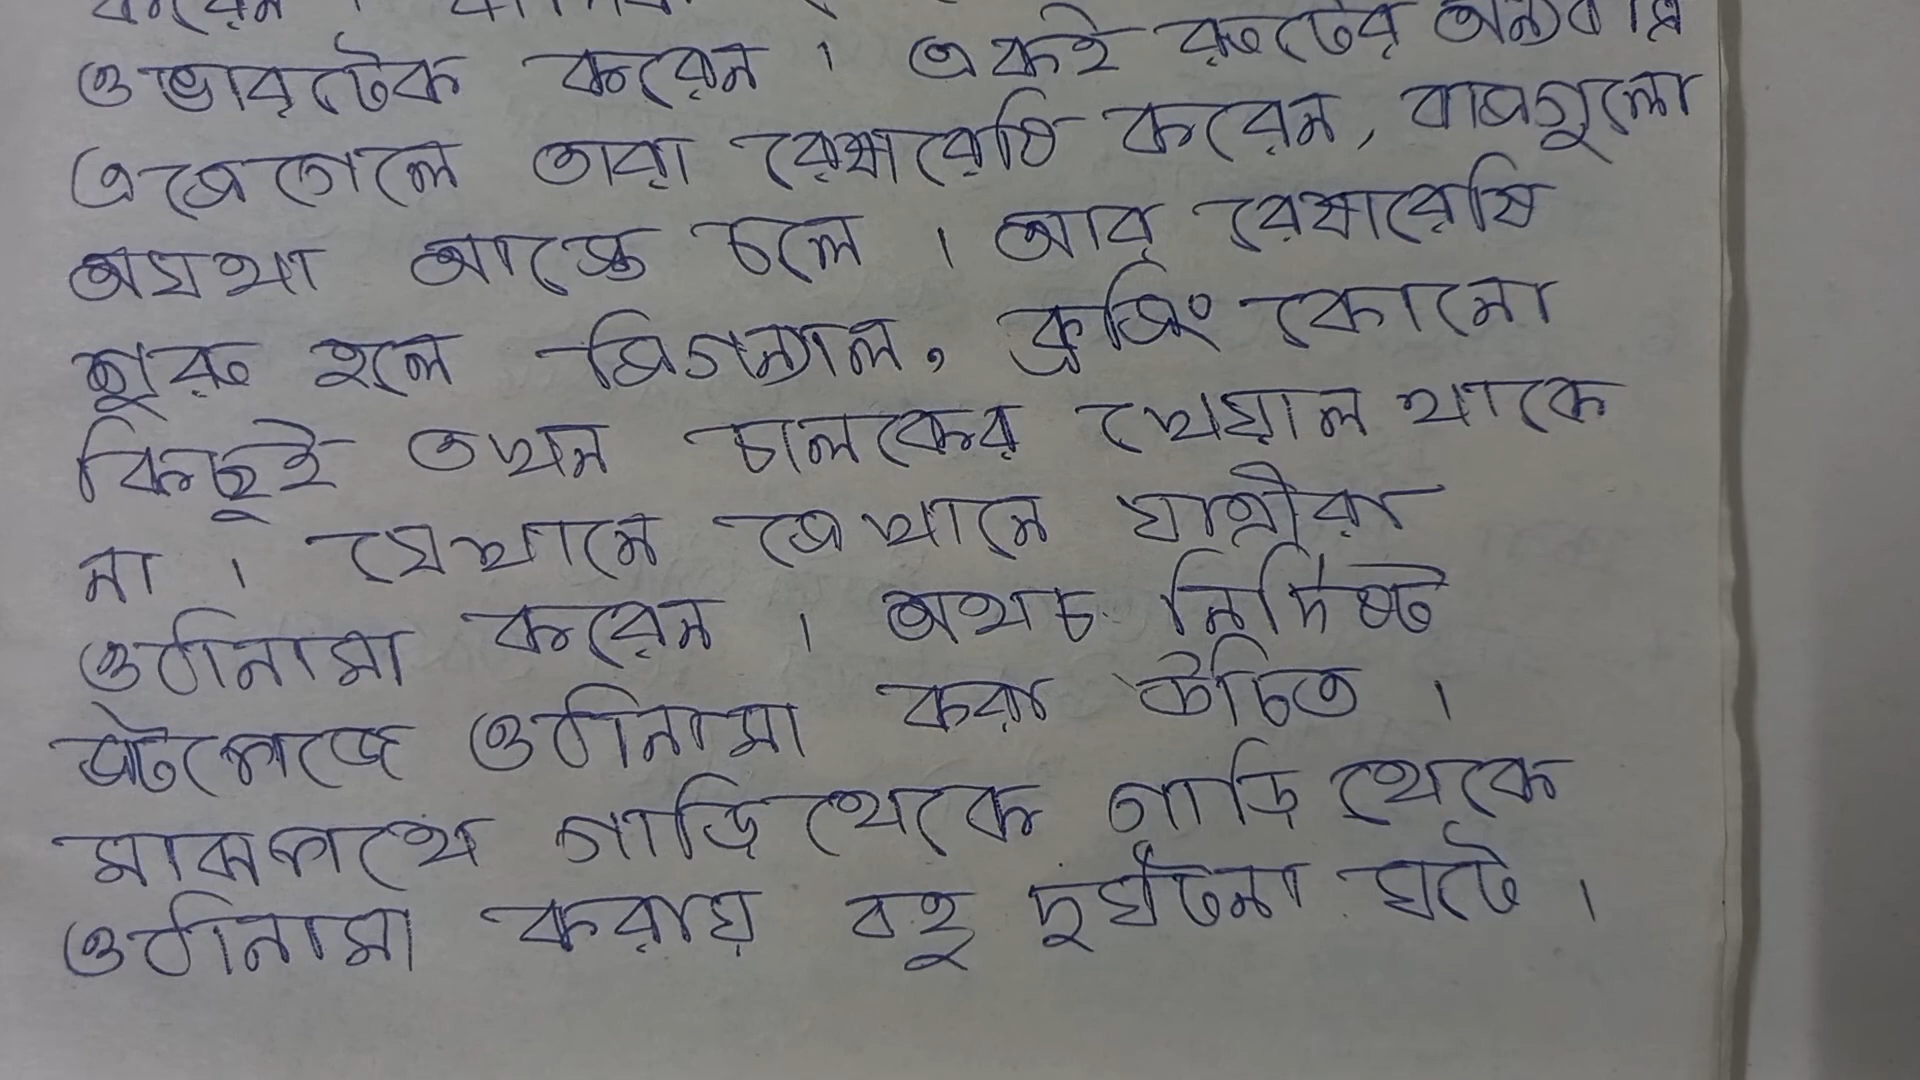 ওভারটেক করেন। একই রুটের অন্য বাস
এসে গেলে তারা রেষারেষি করেন, বাসগুলো
অযথা আস্তে চলে। আর রেষারেষি
শুরু হলে সিগন্যাল, ক্রসিং কোনো
কিছুই তখন চালকের খেয়াল থাকে
না। যেখানে সেখানে যাত্রীরা
ওঠানামা করেন। অথচ নির্দিষ্ট
স্টপেজে ওঠানামা করা উচিত।
মাঝপথে গাড়ি থেকে গাড়ি থেকে
ওঠানামা করায় বহু দুর্ঘটনা ঘটে।